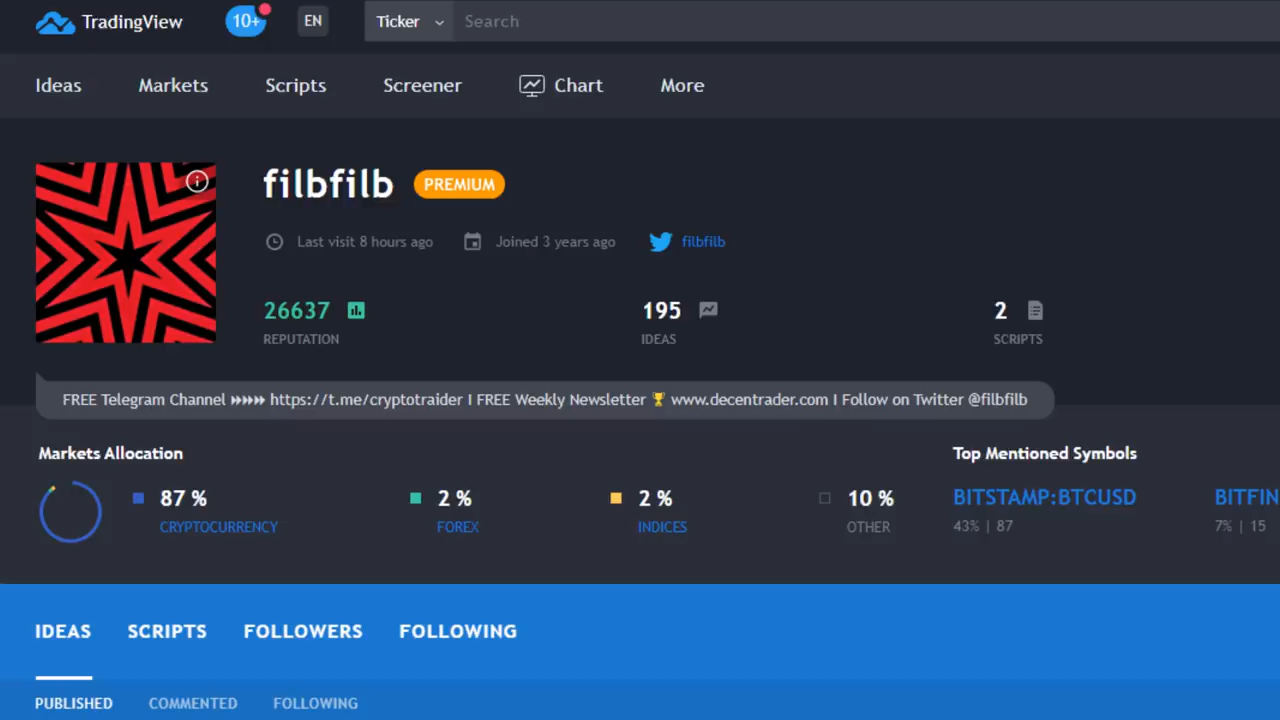 TradingView 10+ EN Ticker Search
Ideas Markets Scripts Screener Chart More
filbfilb PREMIUM
Last visit 8 hours ago Joined 3 years ago filbfilb
26637 195 2
REPUTATION IDEAS SCRIPTS
FREE Telegram Channel ⏩⏩⏩ https://t.me/cryptotraider I FREE Weekly Newsletter 🏆 www.decentrader.com I Follow on Twitter @filbfilb
Markets Allocation Top Mentioned Symbols
87 % 2 % 2 % 10 % BITSTAMP:BTCUSD BITFIN
CRYPTOCURRENCY FOREX INDICES OTHER 43% | 87 7% | 15
IDEAS SCRIPTS FOLLOWERS FOLLOWING
PUBLISHED COMMENTED FOLLOWING